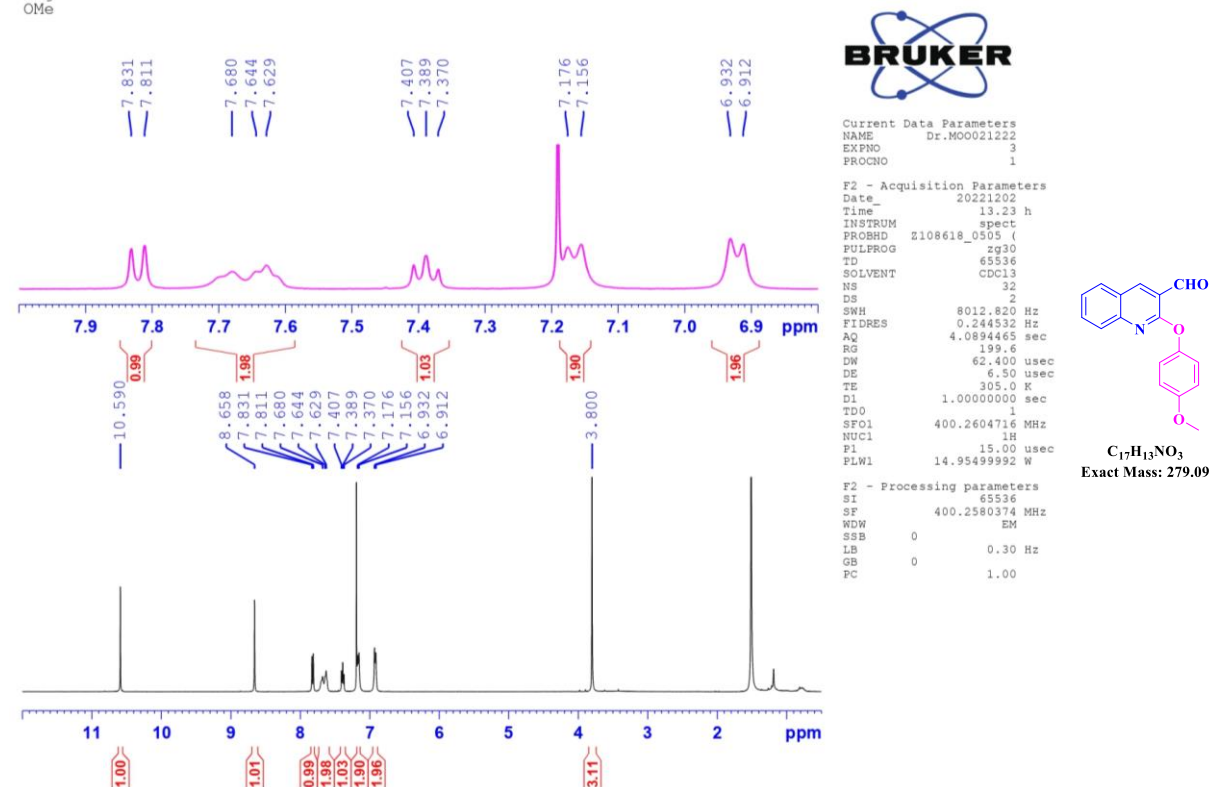 OMe
7.831
7.811
7.680
7.644
7.629
7.407
7.389
7.370
7.176
7.156
6.932
6.912
7.9 7.8 7.7 7.6 7.5 7.4 7.3 7.2 7.1 7.0 6.9 ppm
0.99
1.98
1.03
1.90
1.96
10.590
8.658
7.831
7.811
7.680
7.644
7.629
7.407
7.389
7.370
7.176
7.156
6.932
6.912
3.800
11 10 9 8 7 6 5 4 3 2 ppm
1.00
1.01
0.99
1.98
1.03
1.90
1.96
3.11
BRUKER
Current Data Parameters
NAME Dr.MOO021222
EXPNO 3
PROCNO 1
F2 - Acquisition Parameters
Date_ 20221202
Time 13.23 h
INSTRUM spect
PROBHD Z108618_0505 (
PULPROG zg30
TD 65536
SOLVENT CDCl3
NS 32
DS 2
SWH 8012.820 Hz
FIDRES 0.244532 Hz
AQ 4.0894465 sec
RG 199.6
DW 62.400 usec
DE 6.50 usec
TE 305.0 K
D1 1.00000000 sec
TD0 1
SFO1 400.2604716 MHz
NUC1 1H
P1 15.00 usec
PLW1 14.95499992 W
F2 - Processing parameters
SI 65536
SF 400.2580374 MHz
WDW EM
SSB 0
LB 0.30 Hz
GB 0
PC 1.00
CHO
N
O
O
C₁₇H₁₃NO₃
Exact Mass: 279.09